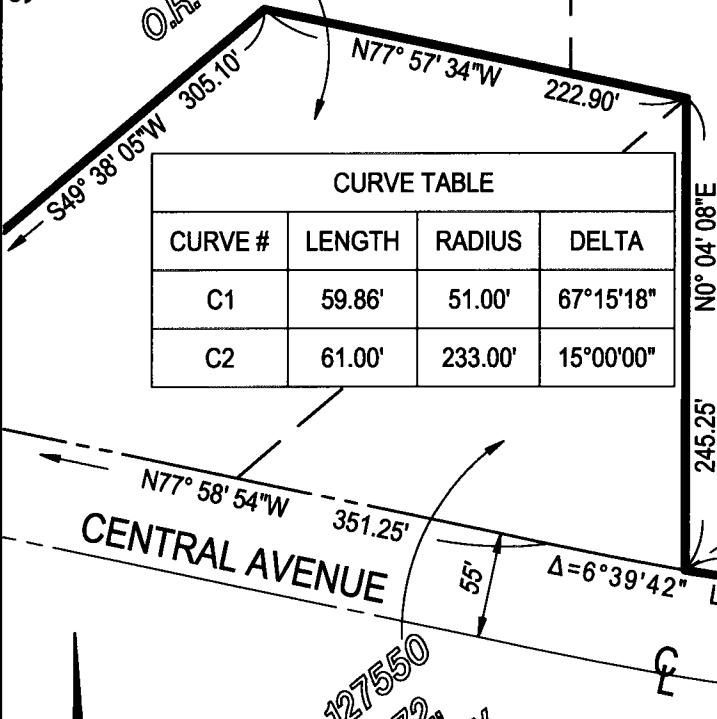 O.R.
N77° 57' 34"W 222.90'
S49° 38' 05"W 305.10'
CURVE TABLE
CURVE # LENGTH RADIUS DELTA
C1 59.86' 51.00' 67°15'18"
C2 61.00' 233.00' 15°00'00"
N0° 04' 08"E 245.25'
N77° 58' 54"W 351.25'
CENTRAL AVENUE
55'
Δ=6°39'42" L
CL
127550